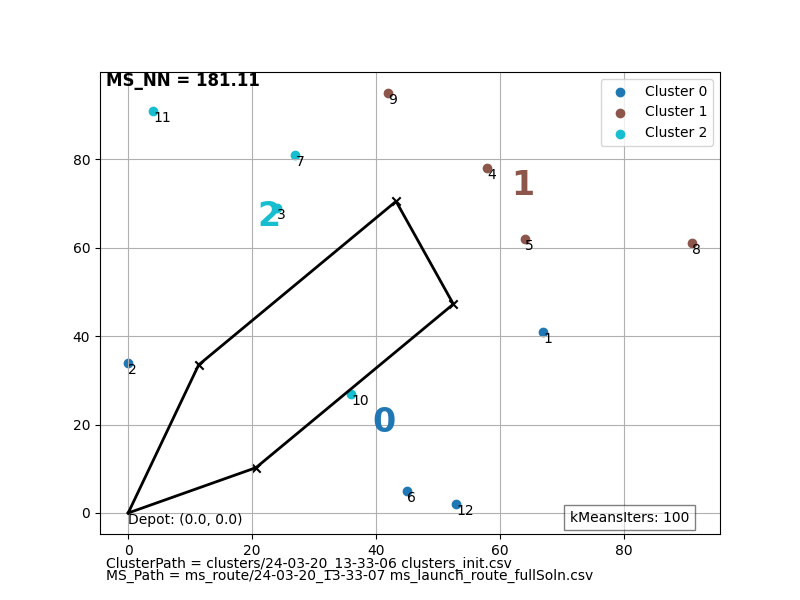 MS_NN = 181.11
Cluster 0
Cluster 1
Cluster 2
11
7
9
4
1
2
3
5
8
2
1
10
0
6
12
Depot: (0.0, 0.0)
kMeansIters: 100
80
60
40
20
0
0 20 40 60 80
ClusterPath = clusters/24-03-20_13-33-06 clusters_init.csv
MS_Path = ms_route/24-03-20_13-33-07 ms_launch_route_fullSoln.csv